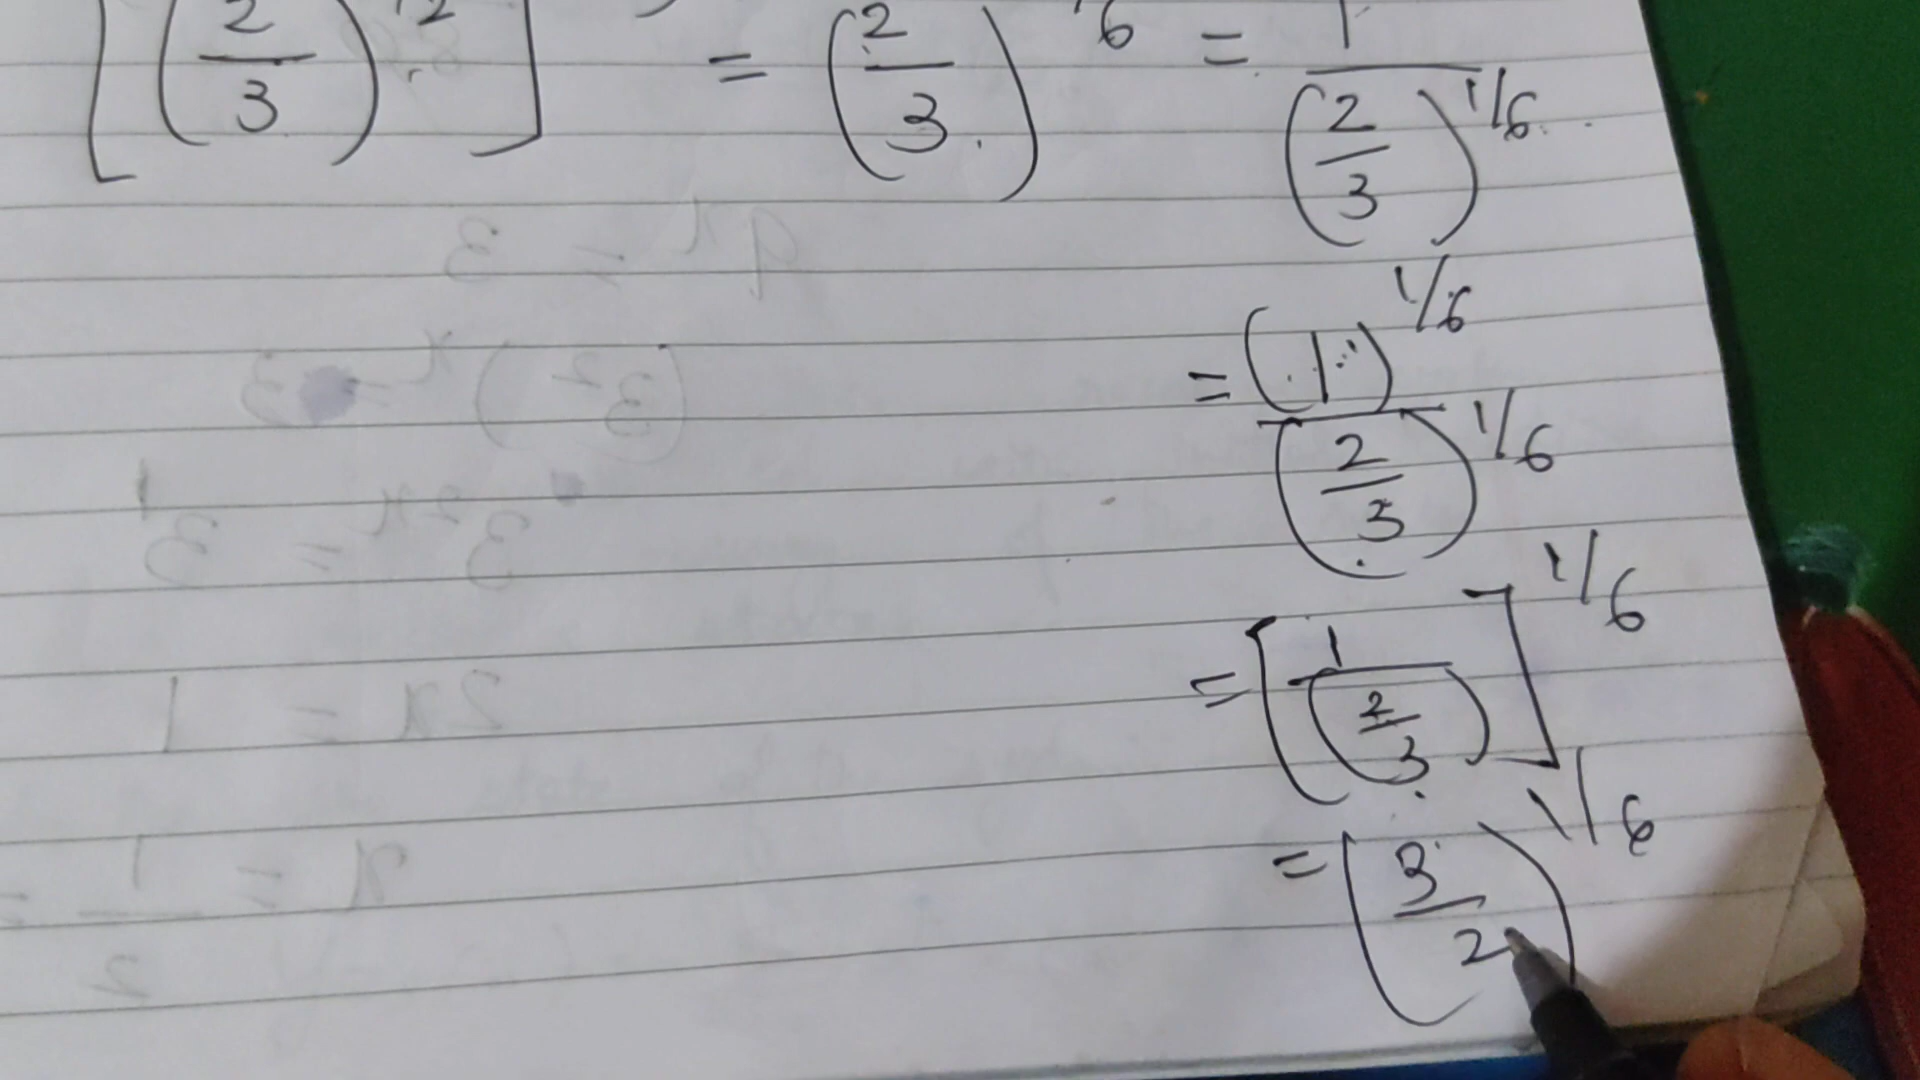 [(2/3)^2] = (2/3)^6 = 1/(2/3)^1/6
= (1)^1/6/(2/3)^1/6
= [1/(2/3)]^1/6
= (3/2)^1/6